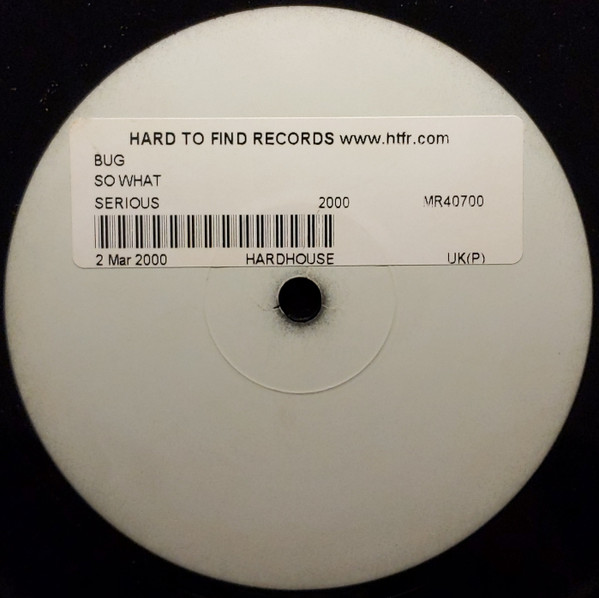 HARD TO FIND RECORDS www.htfr.com
BUG
SO WHAT
SERIOUS 2000 MR40700
2 Mar 2000 HARDHOUSE UK(P)